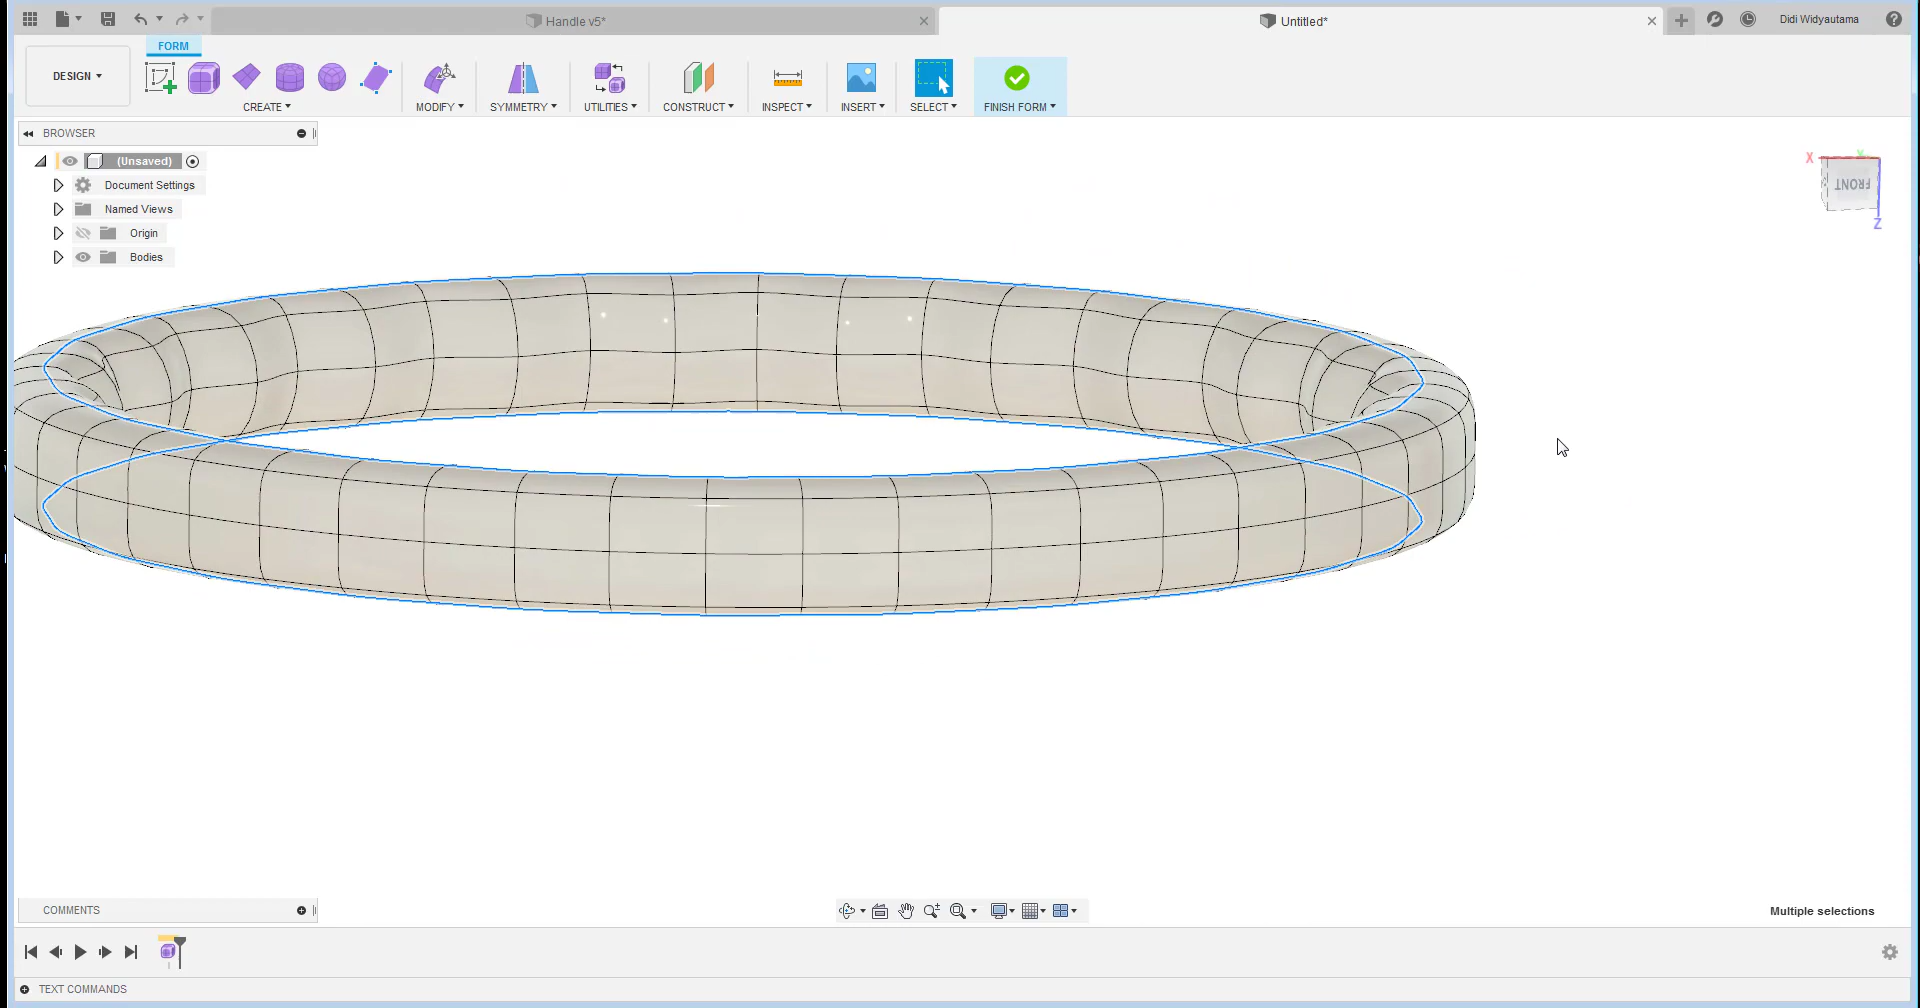 Handle v5*
Untitled*
Didi Widyautama
FORM
DESIGN
CREATE
MODIFY
SYMMETRY
UTILITIES
CONSTRUCT
INSPECT
INSERT
SELECT
FINISH FORM
BROWSER
(Unsaved)
Document Settings
Named Views
Origin
Bodies
X
FRONT
Z
COMMENTS
Multiple selections
TEXT COMMANDS